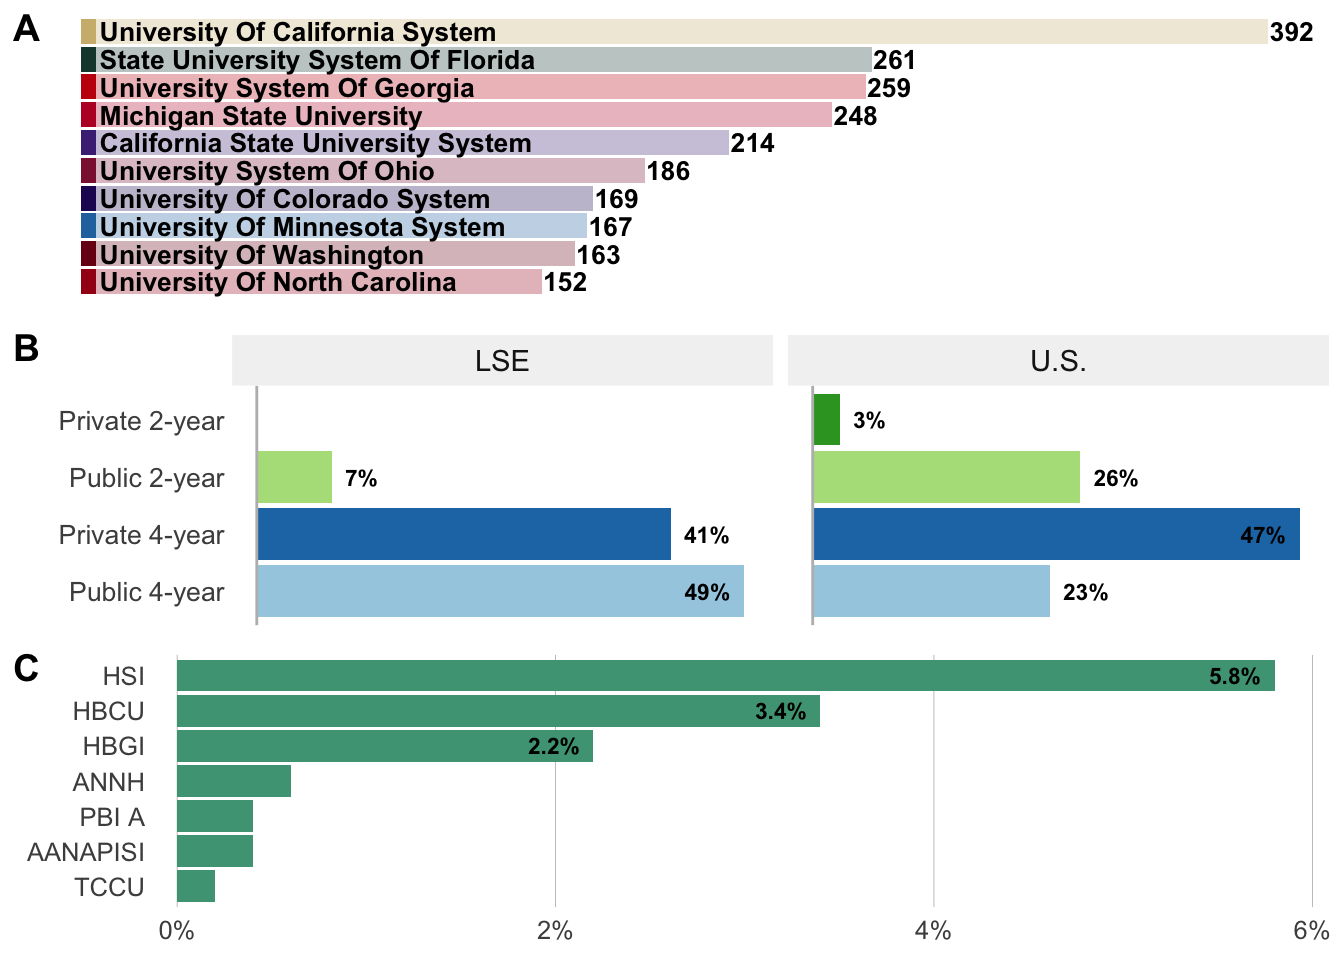 A
University Of California System 392
State University System Of Florida 261
University System Of Georgia 259
Michigan State University 248
California State University System 214
University System Of Ohio 186
University Of Colorado System 169
University Of Minnesota System 167
University Of Washington 163
University Of North Carolina 152
B
LSE U.S.
Private 2-year 3%
Public 2-year 7% 26%
Private 4-year 41% 47%
Public 4-year 49% 23%
C
HSI 5.8%
HBCU 3.4%
HBGI 2.2%
ANNH
PBI A
AANAPISI
TCCU
0% 2% 4% 6%